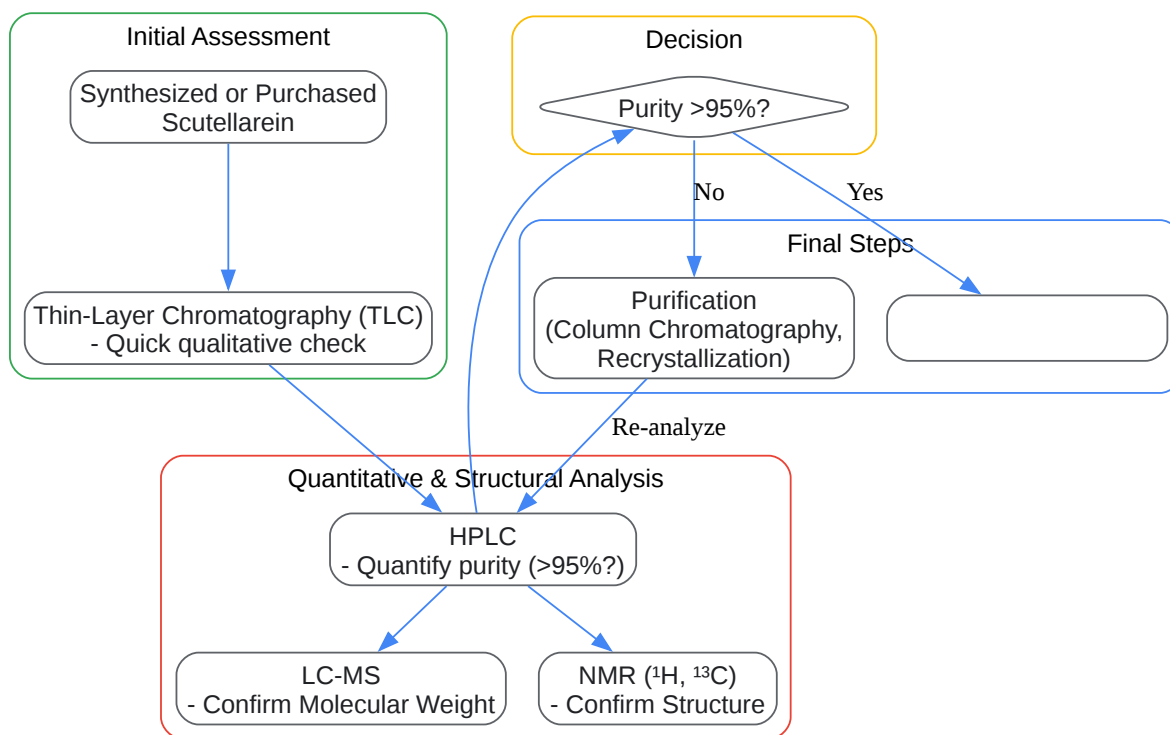 Initial Assessment
Synthesized or Purchased
Scutellarein
Thin-Layer Chromatography (TLC)
- Quick qualitative check
Decision
Purity >95%?
No
Yes
Final Steps
Purification
(Column Chromatography,
Recrystallization)
Re-analyze
Quantitative & Structural Analysis
HPLC
- Quantify purity (>95%?)
LC-MS
- Confirm Molecular Weight
NMR (¹H, ¹³C)
- Confirm Structure